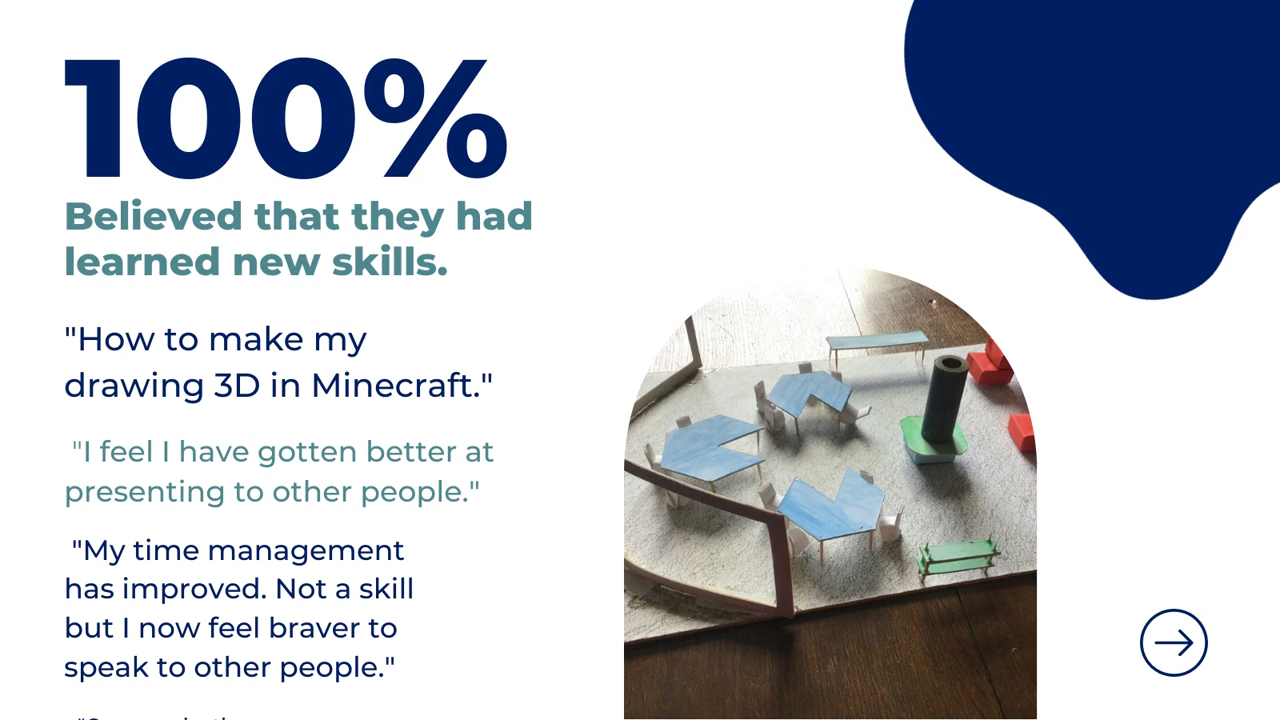 100%
Believed that they had
learned new skills.
"How to make my
drawing 3D in Minecraft."
"I feel I have gotten better at
presenting to other people."
"My time management
has improved. Not a skill
but I now feel braver to
speak to other people."